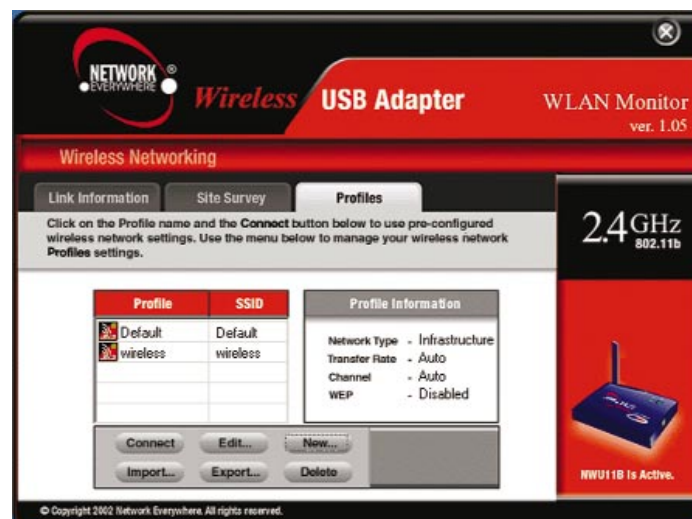 NETWORK ®
EVERYWHERE
Wireless USB Adapter
WLAN Monitor
ver. 1.05
Wireless Networking
Link Information Site Survey Profiles
Click on the Profile name and the Connect button below to use pre-configured
wireless network settings. Use the menu below to manage your wireless network
Profiles settings.
2.4 GHz
802.11b
Profile SSID
Default Default
wireless wireless
Profile Information
Network Type - Infrastructure
Transfer Rate - Auto
Channel - Auto
WEP - Disabled
Connect Edit... New...
Import... Export... Delete
NWU11B Is Active.
© Copyright 2002 Network Everywhere. All rights reserved.